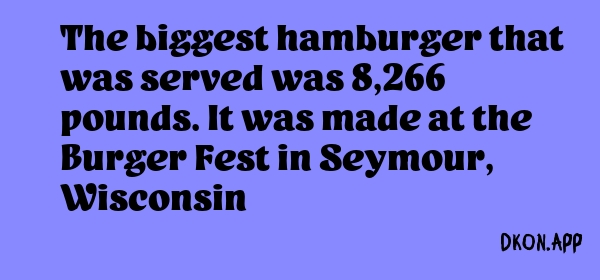 The biggest hamburger that
was served was 8,266
pounds. It was made at the
Burger Fest in Seymour,
Wisconsin
DKON.APP